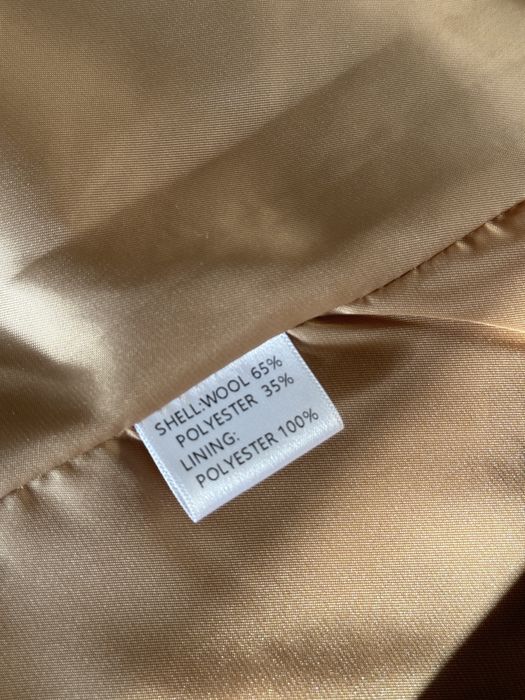 SHELL:WOOL 65%
POLYESTER 35%
LINING:
POLYESTER 100%